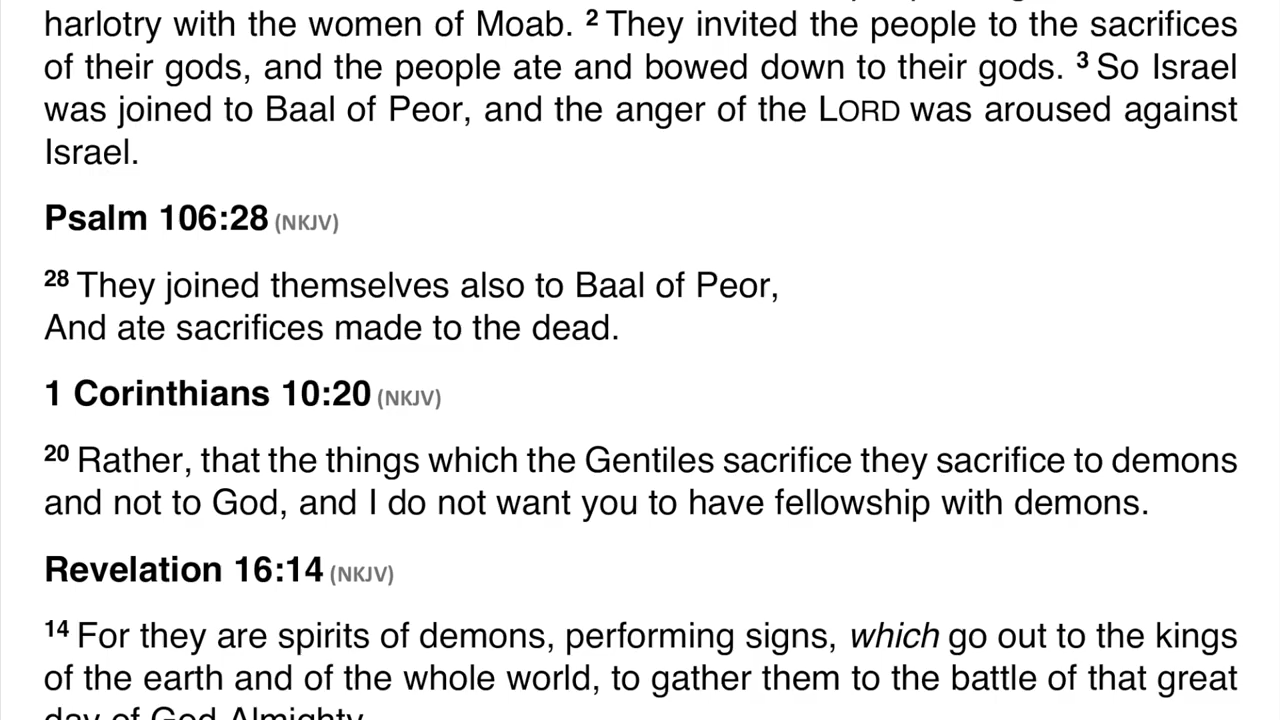 harlotry with the women of Moab. 2 They invited the people to the sacrifices
of their gods, and the people ate and bowed down to their gods. 3 So Israel
was joined to Baal of Peor, and the anger of the LORD was aroused against
Israel.
Psalm 106:28 (NKJV)
28 They joined themselves also to Baal of Peor,
And ate sacrifices made to the dead.
1 Corinthians 10:20 (NKJV)
20 Rather, that the things which the Gentiles sacrifice they sacrifice to demons
and not to God, and I do not want you to have fellowship with demons.
Revelation 16:14 (NKJV)
14 For they are spirits of demons, performing signs, which go out to the kings
of the earth and of the whole world, to gather them to the battle of that great
day of God Almighty